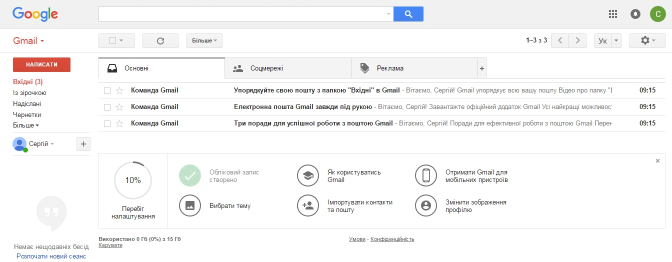 Google
С
Gmail
Більше
1–3 з 3
Ук
НАПИСАТИ
Вхідні (3)
Із зірочкою
Надіслані
Чернетки
Більше
Сергій
Основні
Соцмережі
Реклама
+
Команда Gmail Упорядкуйте свою пошту з папкою "Вхідні" в Gmail - Вітаємо, Сергій! Gmail упорядкує всю вашу пошту Відео про папку "
09:15
Команда Gmail Електронна пошта Gmail завжди під рукою - Вітаємо, Сергій! Завантажте офіційний додаток Gmail Усі найкращі
09:15
Команда Gmail Три поради для успішної роботи з поштою Gmail - Вітаємо, Сергій! Поради для ефективної роботи з поштою Gmail
09:15
10%
Перебіг
налаштування
Обліковий запис
створено
Як користуватись
Gmail
Отримати Gmail для
мобільних пристроїв
Вибрати тему
Імпортувати контакти
та пошту
Змінити зображення
профілю
Використано 0 Гб (0%) з 15 Гб
Керувати
Умови - Конфіденційність
Немає нещодавніх бесід
Розпочати новий сеанс